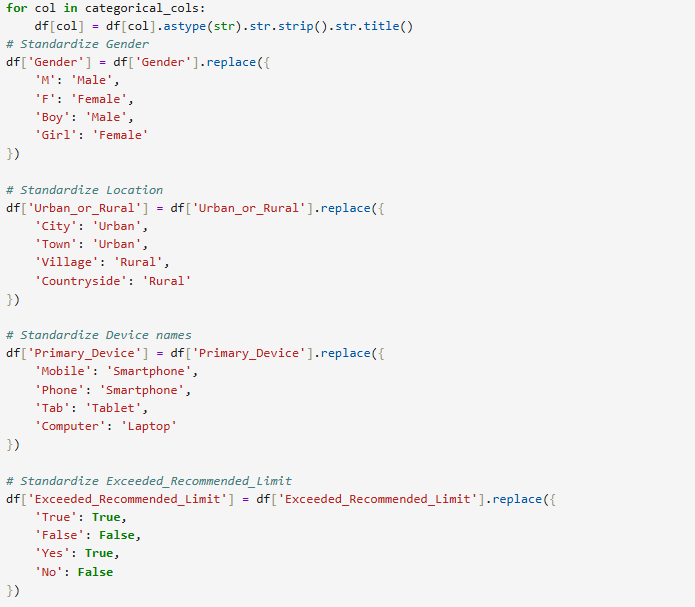 for col in categorical_cols:
    df[col] = df[col].astype(str).str.strip().str.title()
# Standardize Gender
df['Gender'] = df['Gender'].replace({
    'M': 'Male',
    'F': 'Female',
    'Boy': 'Male',
    'Girl': 'Female'
})

# Standardize Location
df['Urban_or_Rural'] = df['Urban_or_Rural'].replace({
    'City': 'Urban',
    'Town': 'Urban',
    'Village': 'Rural',
    'Countryside': 'Rural'
})

# Standardize Device names
df['Primary_Device'] = df['Primary_Device'].replace({
    'Mobile': 'Smartphone',
    'Phone': 'Smartphone',
    'Tab': 'Tablet',
    'Computer': 'Laptop'
})

# Standardize Exceeded_Recommended_Limit
df['Exceeded_Recommended_Limit'] = df['Exceeded_Recommended_Limit'].replace({
    'True': True,
    'False': False,
    'Yes': True,
    'No': False
})